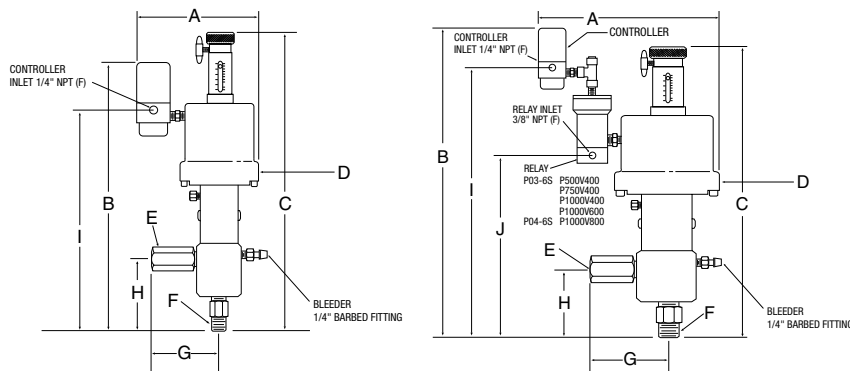 A
CONTROLLER
INLET 1/4" NPT (F)
B
I
C
D
E
H
F
G
BLEEDER
1/4" BARBED FITTING
A
CONTROLLER
INLET 1/4" NPT (F)
CONTROLLER
RELAY INLET
3/8" NPT (F)
RELAY
P03-6S P500V400
P750V400
P1000V400
P1000V600
P04-6S P1000V800
B
I
J
C
D
E
H
F
G
BLEEDER
1/4" BARBED FITTING